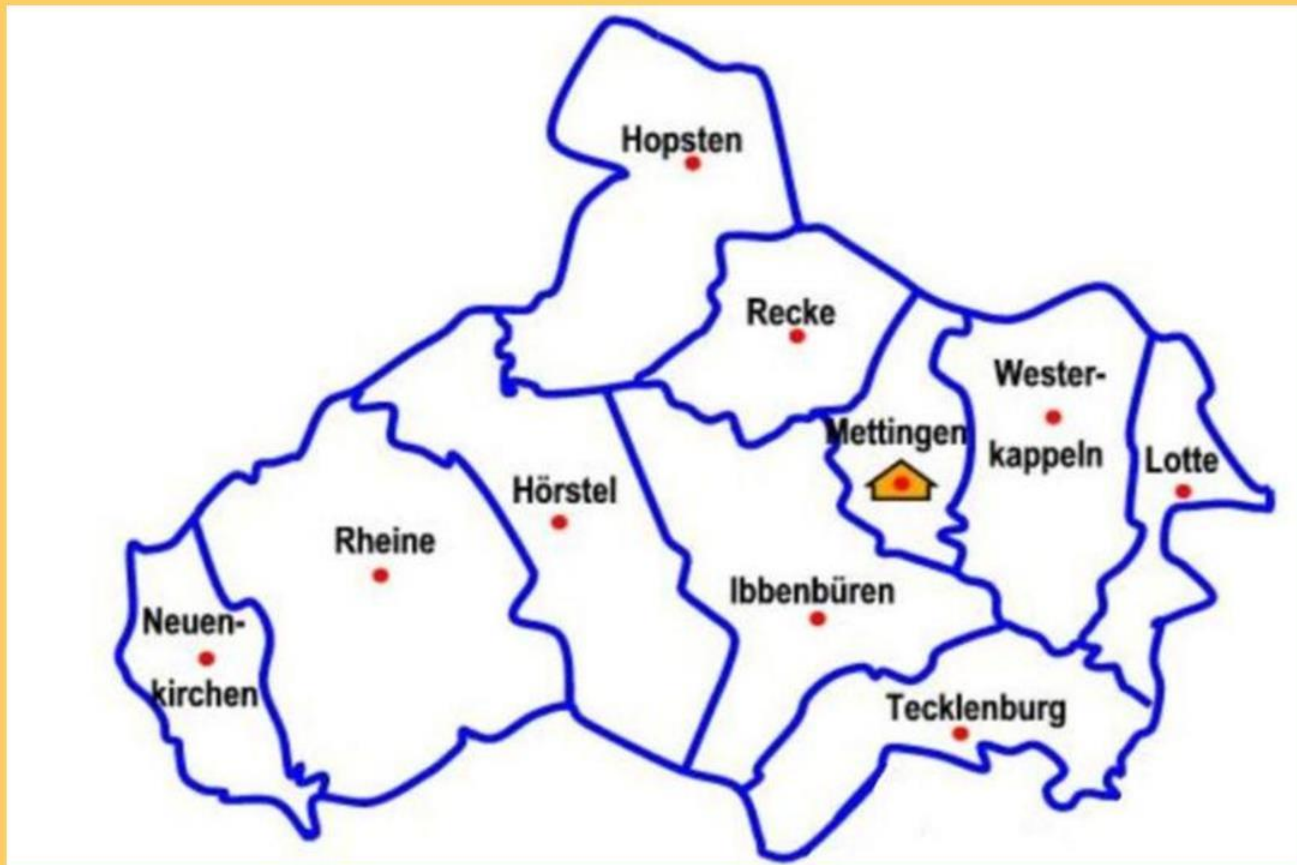 Hopsten
Recke
Wester-
kappeln
Mettingen
Lotte
Hörstel
Rheine
Ibbenbüren
Neuen-
kirchen
Tecklenburg